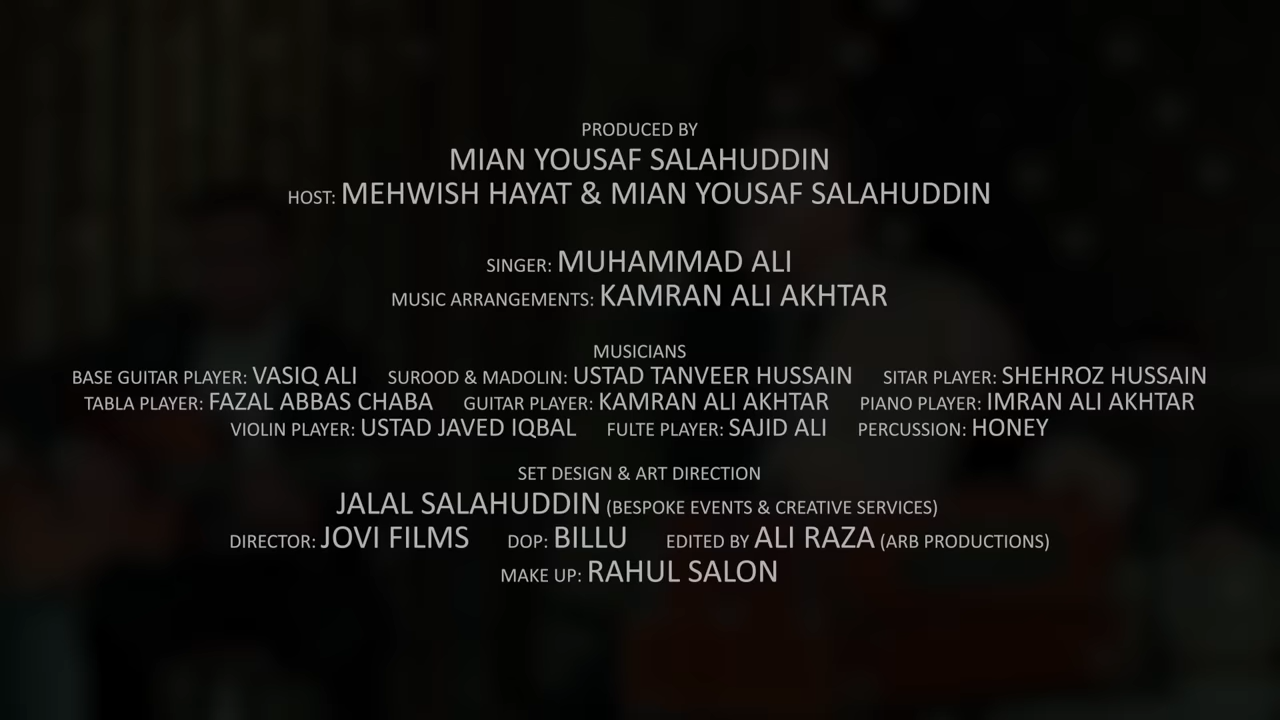 PRODUCED BY
MIAN YOUSAF SALAHUDDIN
HOST: MEHWISH HAYAT & MIAN YOUSAF SALAHUDDIN
SINGER: MUHAMMAD ALI
MUSIC ARRANGEMENTS: KAMRAN ALI AKHTAR
MUSICIANS
BASE GUITAR PLAYER: VASIQ ALI SUROOD & MADOLIN: USTAD TANVEER HUSSAIN SITAR PLAYER: SHEHROZ HUSSAIN
TABLA PLAYER: FAZAL ABBAS CHABA GUITAR PLAYER: KAMRAN ALI AKHTAR PIANO PLAYER: IMRAN ALI AKHTAR
VIOLIN PLAYER: USTAD JAVED IQBAL FULTE PLAYER: SAJID ALI PERCUSSION: HONEY
SET DESIGN & ART DIRECTION
JALAL SALAHUDDIN (BESPOKE EVENTS & CREATIVE SERVICES)
DIRECTOR: JOVI FILMS DOP: BILLU EDITED BY ALI RAZA (ARB PRODUCTIONS)
MAKE UP: RAHUL SALON